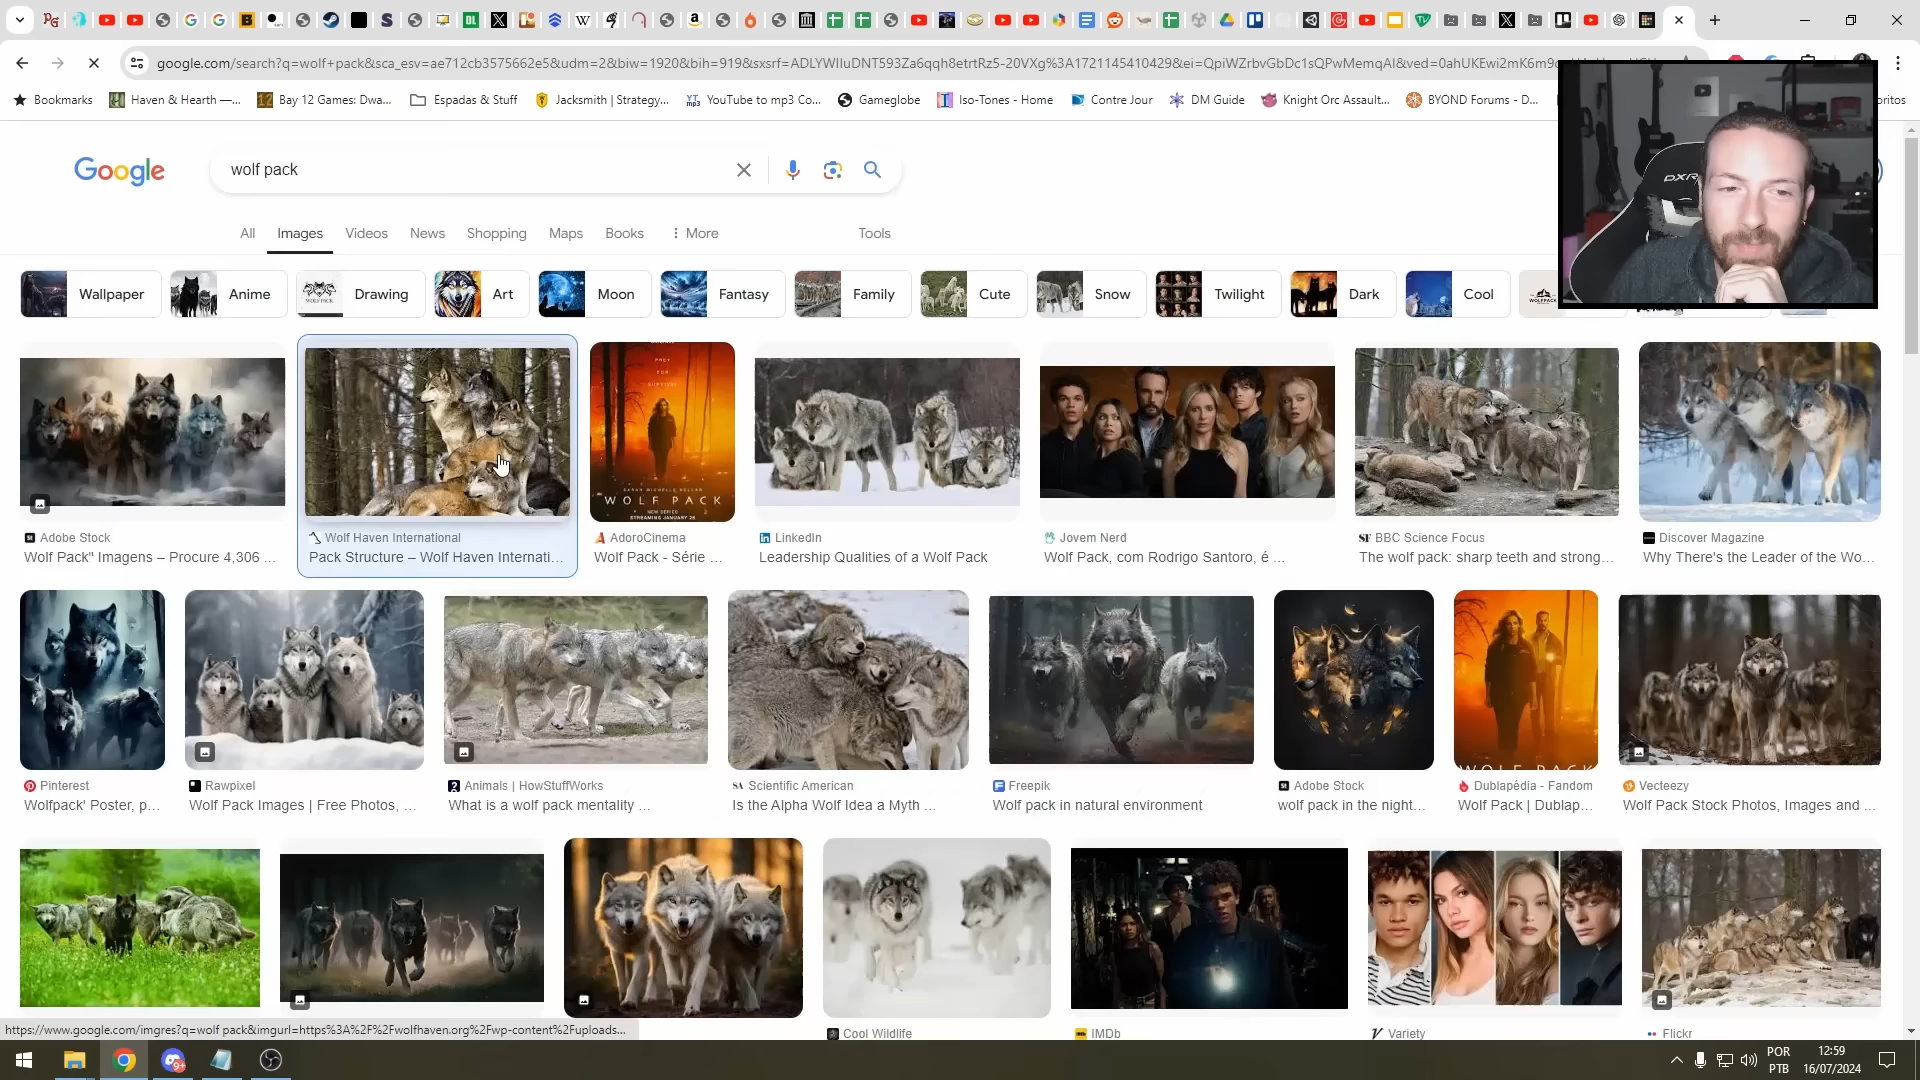 google.com/search?q=wolf+pack&sca_esv=ae712cb3575662e5&udm=2&biw=1920&bih=919&sxsrf=ADLYWIIuDNT593Za6qqh8etrtRz5-20VXg%3A1721145410429&ei=QpiWZrbvGbDc1sQPwMemqAI&ved=
Bookmarks
Haven & Hearth —...
Bay 12 Games: Dwa...
Espadas & Stuff
Jacksmith | Strategy...
YouTube to mp3 Co...
Gameglobe
Iso-Tones - Home
Contre Jour
DM Guide
Knight Orc Assault...
BYOND Forums - D...
DXR
Google
wolf pack
All
Images
Videos
News
Shopping
Maps
Books
More
Tools
Wallpaper
Anime
Drawing
Art
Moon
Fantasy
Family
Cute
Snow
Twilight
Dark
Cool
WOLF PACK
Adobe Stock
Wolf Pack" Imagens – Procure 4,306 ...
Wolf Haven International
Pack Structure – Wolf Haven Internati...
AdoroCinema
Wolf Pack - Série ...
LinkedIn
Leadership Qualities of a Wolf Pack
Jovem Nerd
Wolf Pack, com Rodrigo Santoro, é ...
BBC Science Focus
The wolf pack: sharp teeth and strong...
Discover Magazine
Why There's the Leader of the Wo...
Pinterest
Wolfpack' Poster, p...
Rawpixel
Wolf Pack Images | Free Photos, ...
Animals | HowStuffWorks
What is a wolf pack mentality ...
Scientific American
Is the Alpha Wolf Idea a Myth ...
Freepik
Wolf pack in natural environment
Adobe Stock
wolf pack in the night...
Dublapédia - Fandom
Wolf Pack | Dublap...
Vecteezy
Wolf Pack Stock Photos, Images and ...
Cool Wildlife
IMDb
Variety
Flickr
https://www.google.com/imgres?q=wolf pack&imgurl=https%3A%2F%2Fwolfhaven.org%2Fwp-content%2Fuploads...
9+
POR
PTB
12:59
16/07/2024